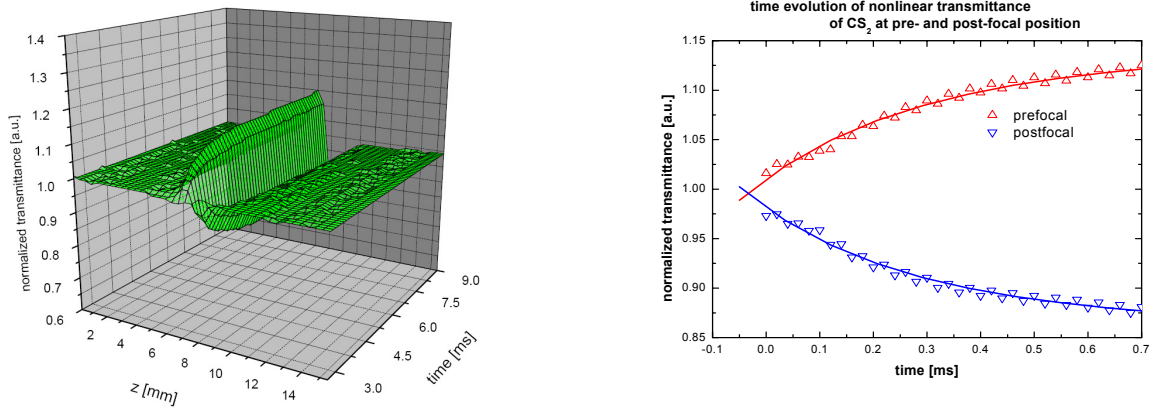 normalized transmittance [a.u.]
1.4
1.3
1.2
1.1
1.0
0.9
0.8
0.7
0.6
2
4
6
8
10
12
14
z [mm]
3.0
4.5
6.0
7.5
9.0
time [ms]
time evolution of nonlinear transmittance
of CS₂ at pre- and post-focal position
normalized transmittance [a.u.]
1.15
1.10
1.05
1.00
0.95
0.90
0.85
prefocal
postfocal
-0.1 0.0 0.1 0.2 0.3 0.4 0.5 0.6 0.7
time [ms]